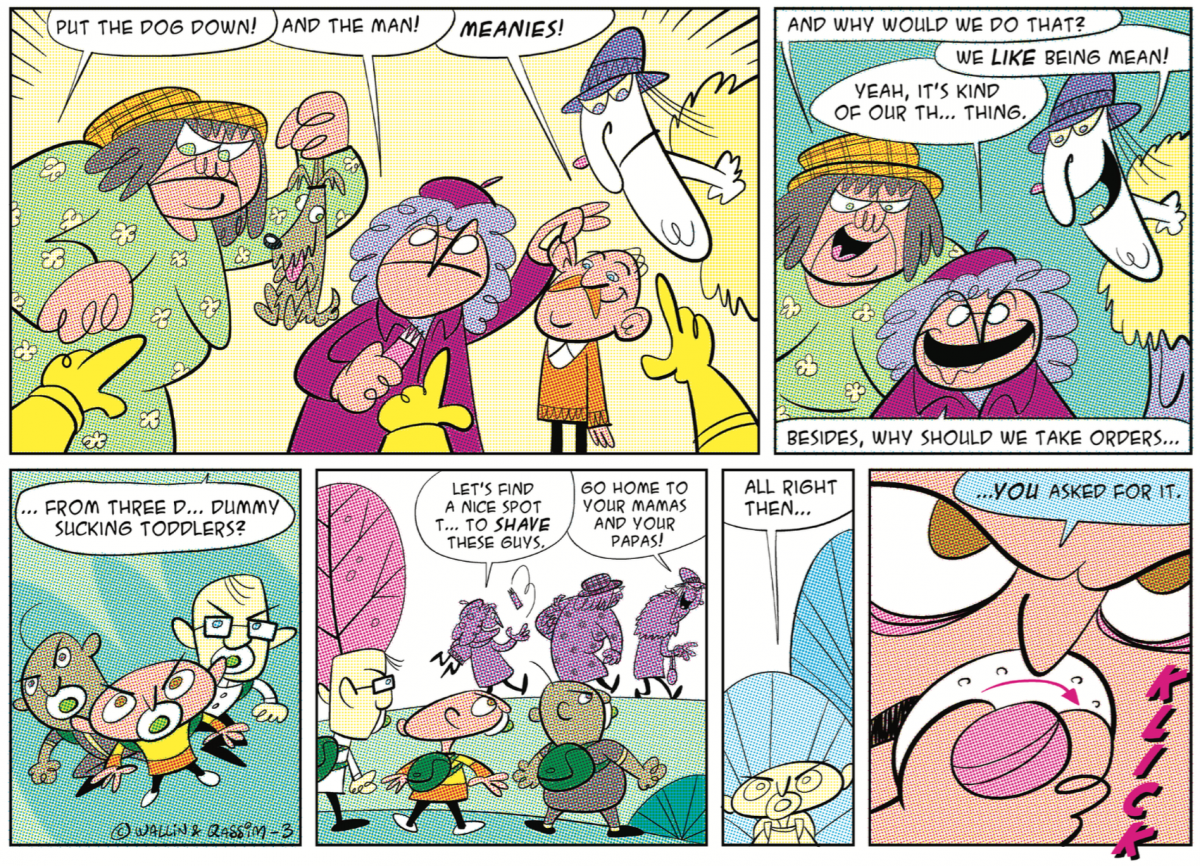 PUT THE DOG DOWN!
AND THE MAN!
MEANIES!
AND WHY WOULD WE DO THAT?
WE LIKE BEING MEAN!
YEAH, IT'S KIND
OF OUR TH... THING.
BESIDES, WHY SHOULD WE TAKE ORDERS...
... FROM THREE D... DUMMY
SUCKING TODDLERS?
© WALLIN & QASSIM -3
LET'S FIND
A NICE SPOT
T... TO SHAVE
THESE GUYS.
GO HOME TO
YOUR MAMAS
AND YOUR
PAPAS!
ALL RIGHT
THEN...
...YOU ASKED FOR IT.
KLICK